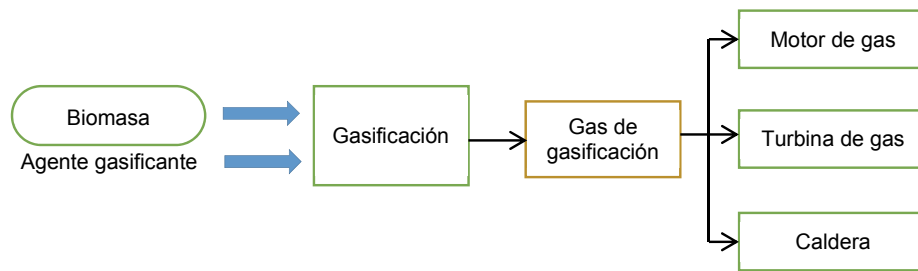 Biomasa
Agente gasificante
Gasificación
Gas de
gasificación
Motor de gas
Turbina de gas
Caldera